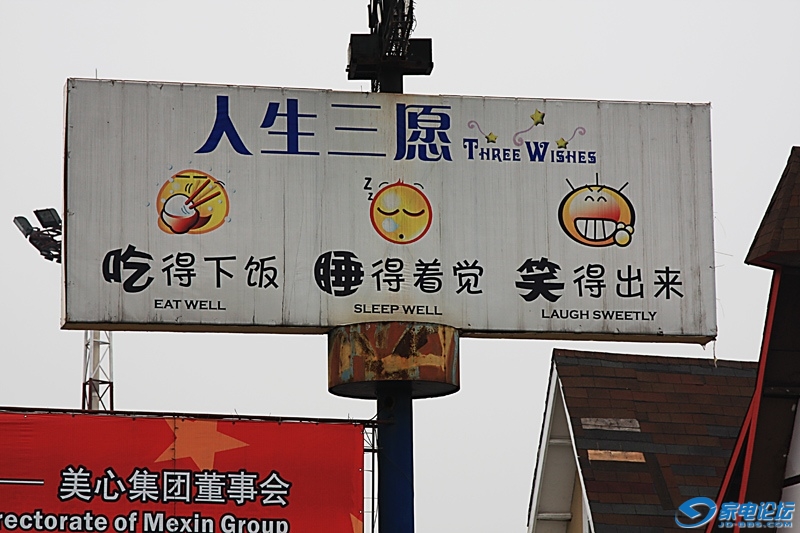 人生三愿 THREE WISHES
Z
Z
吃得下饭
EAT WELL
睡得着觉
SLEEP WELL
笑得出来
LAUGH SWEETLY
美心集团董事会
rectorate of Mexin Group
家电论坛
JD-BBS.COM